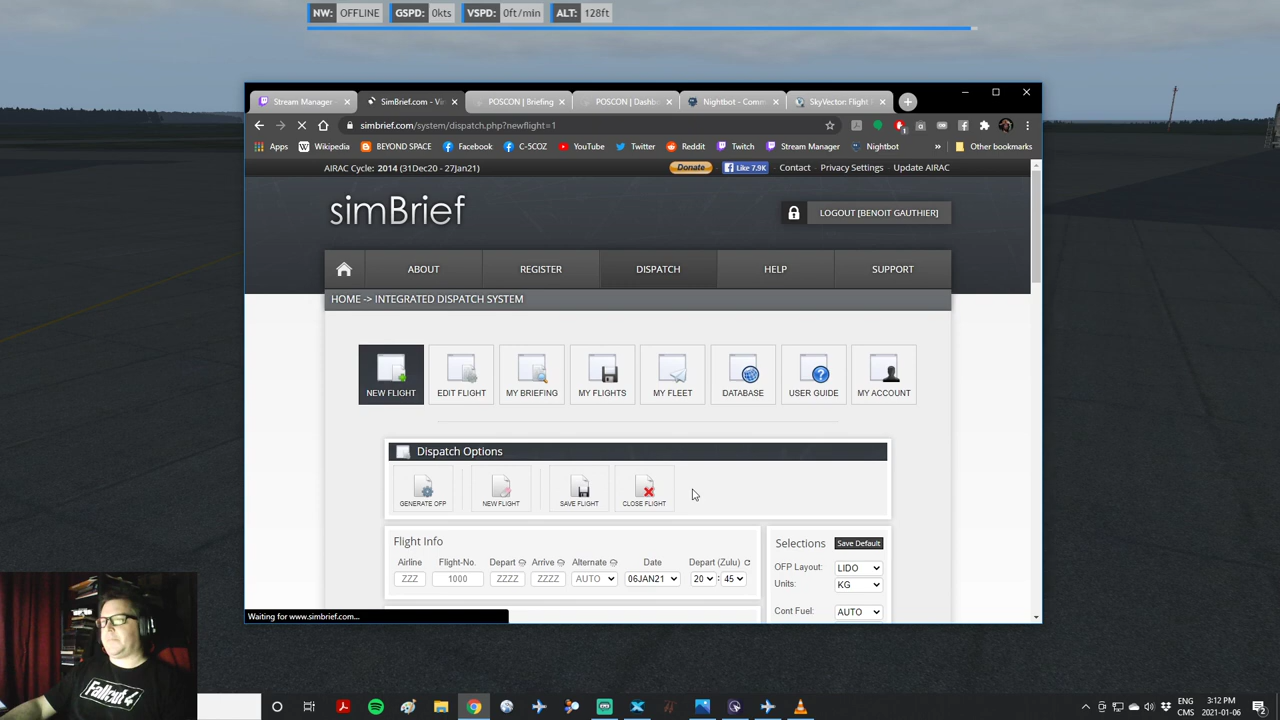 NW: OFFLINE GSPD: 0kts VSPD: 0ft/min ALT: 128ft
Stream Manager SimBrief.com - Vi POSCON | Briefing POSCON | Dashb Nightbot - Comm SkyVector: Flight
simbrief.com/system/dispatch.php?newflight=1
Apps Wikipedia BEYOND SPACE Facebook C-5COZ YouTube Twitter Reddit Twitch Stream Manager Nightbot » Other bookmarks
AIRAC Cycle: 2014 (31Dec20 - 27Jan21) Donate Like 7.9K Contact Privacy Settings Update AIRAC
simBrief
LOGOUT [BENOIT GAUTHIER]
ABOUT REGISTER DISPATCH HELP SUPPORT
HOME -> INTEGRATED DISPATCH SYSTEM
NEW FLIGHT EDIT FLIGHT MY BRIEFING MY FLIGHTS MY FLEET DATABASE USER GUIDE MY ACCOUNT
Dispatch Options
GENERATE OFP NEW FLIGHT SAVE FLIGHT CLOSE FLIGHT
Flight Info
Airline Flight-No. Depart Arrive Alternate Date Depart (Zulu)
ZZZ 1000 ZZZZ ZZZZ AUTO 06JAN21 20 : 45
Selections Save Default
OFP Layout: LIDO
Units: KG
Cont Fuel: AUTO
Waiting for www.simbrief.com...
Fallout 4
ENG
CMS
3:12 PM
2021-01-06
2